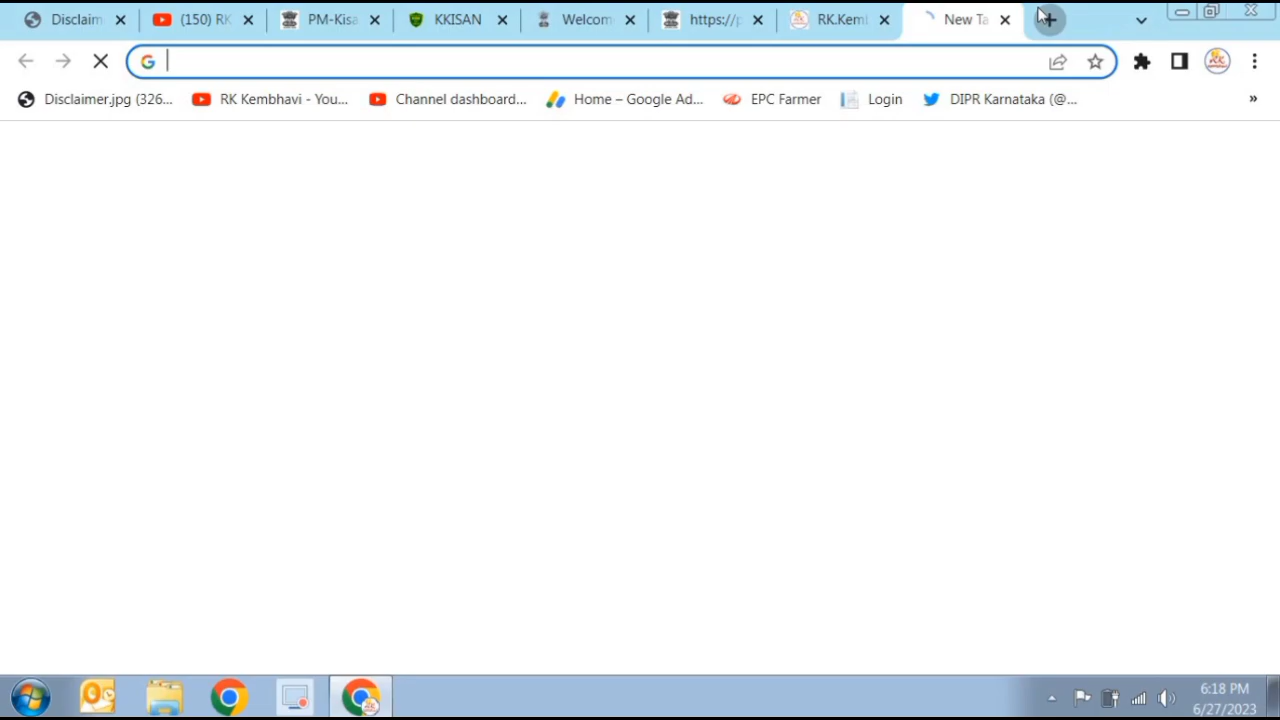 Disclaim (150) RK PM-Kisa KKISAN Welcom https://p RK.Keml New Ta
Disclaimer.jpg (326... RK Kembhavi - You... Channel dashboard... Home – Google Ad... EPC Farmer Login DIPR Karnataka (@... »
6:18 PM
6/27/2023